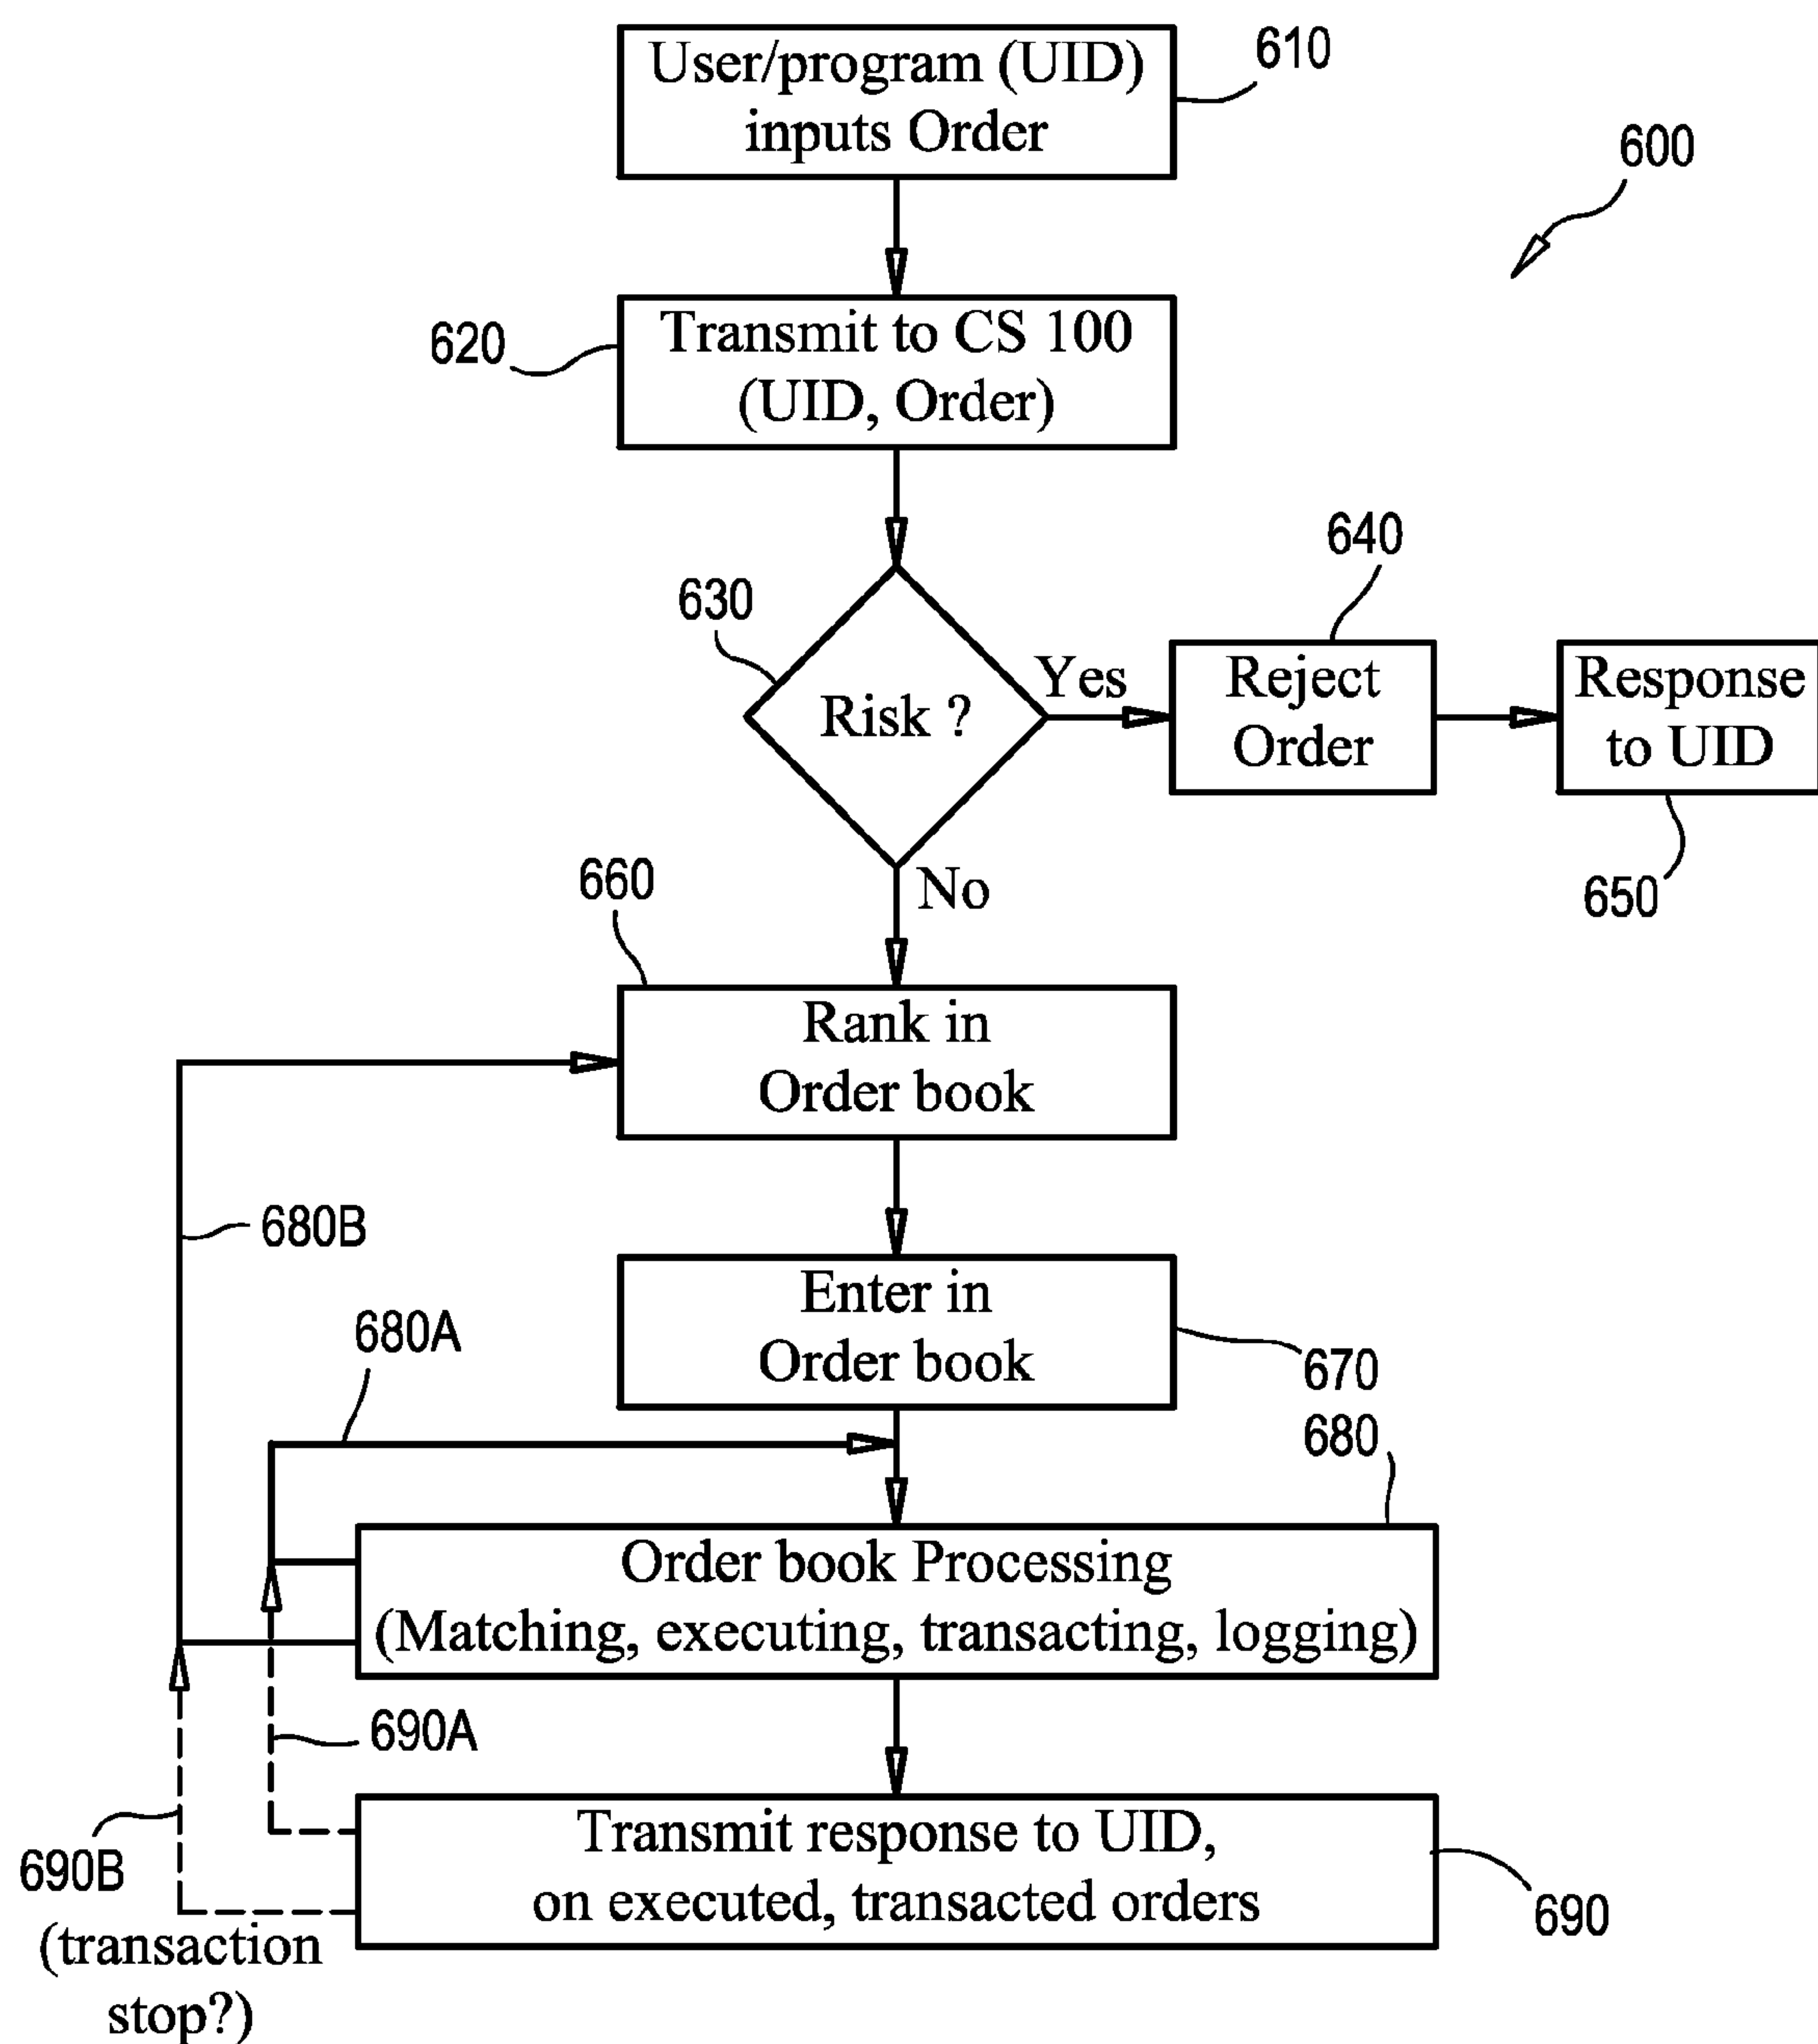 User/program (UID)
inputs Order
610
600
Transmit to CS 100
(UID, Order)
620
630
Risk ?
Yes
640
Reject
Order
Response
to UID
650
No
660
Rank in
Order book
680B
Enter in
Order book
670
680A
680
Order book Processing
(Matching, executing, transacting, logging)
690A
690B
(transaction
stop?)
Transmit response to UID,
on executed, transacted orders
690